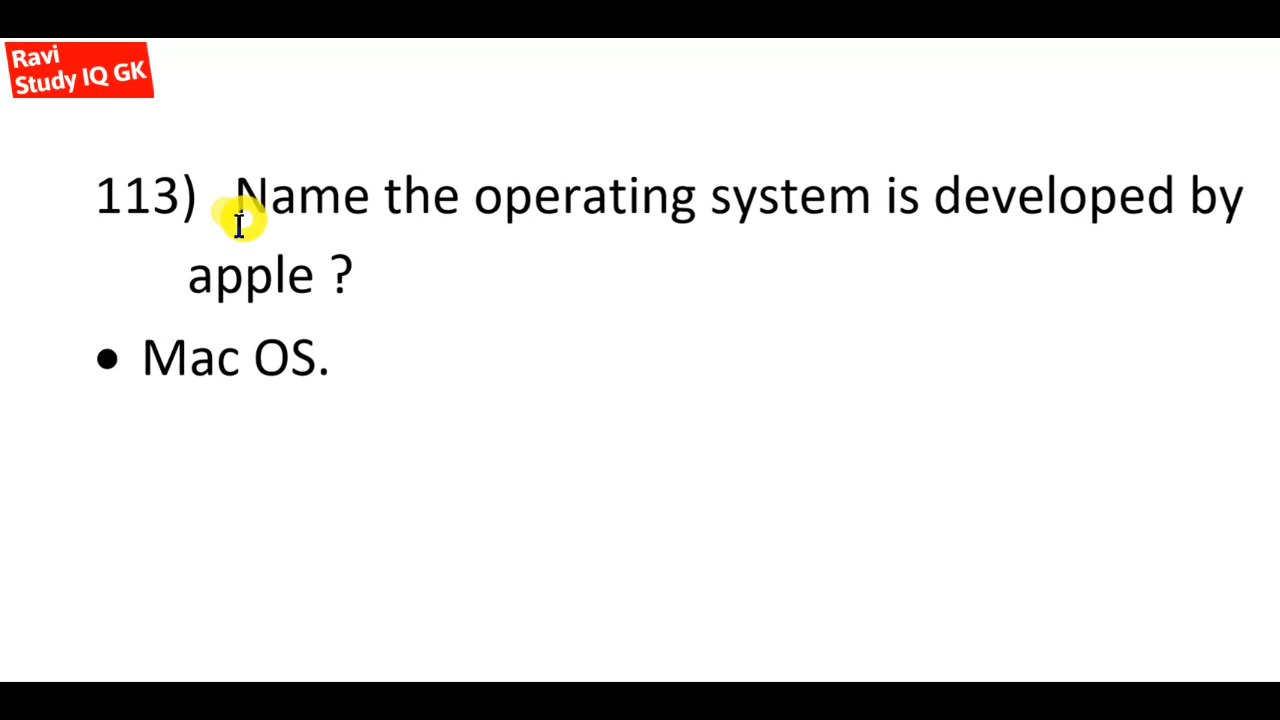 Ravi
Study IQ GK
113) Name the operating system is developed by
apple ?
• Mac OS.